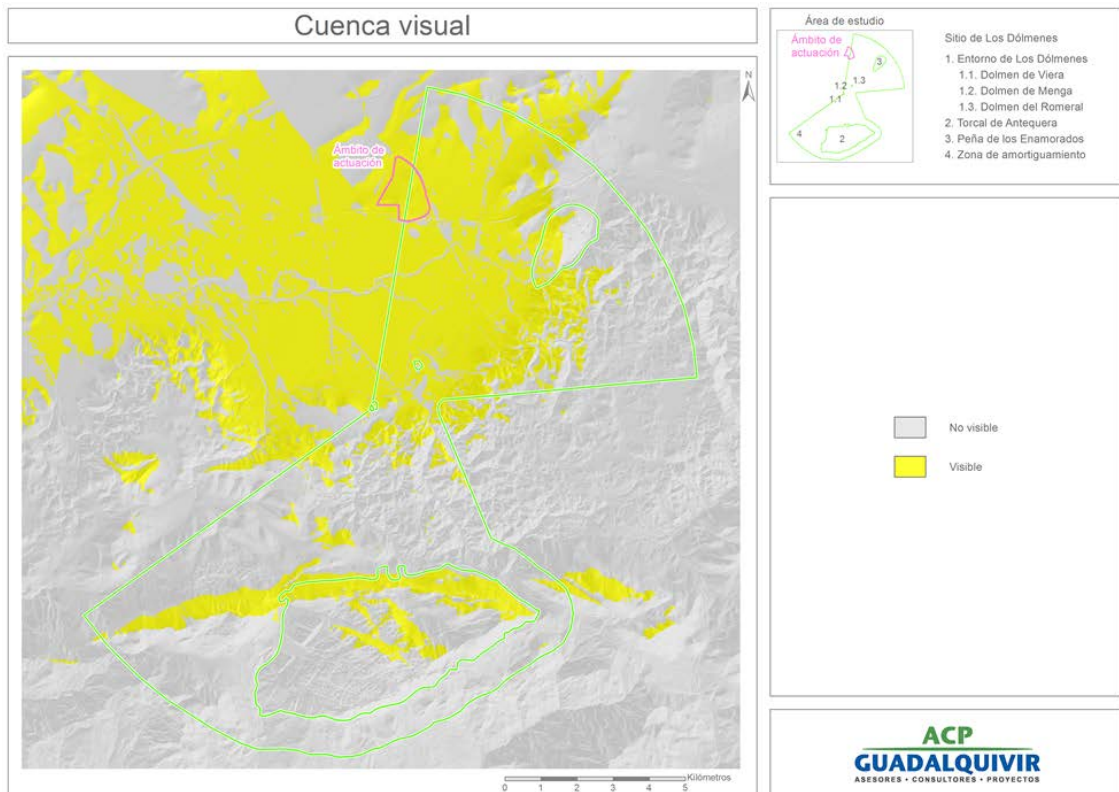 Cuenca visual
Ámbito de
actuación
N
Kilómetros
0 1 2 3 4 5
Área de estudio
Ámbito de
actuación
3
1.3
1.2
1.1
4
2
Sitio de Los Dólmenes
1. Entorno de Los Dólmenes
1.1. Dolmen de Viera
1.2. Dolmen de Menga
1.3. Dolmen del Romeral
2. Torcal de Antequera
3. Peña de los Enamorados
4. Zona de amortiguamiento
No visible
Visible
ACP
GUADALQUIVIR
ASESORES • CONSULTORES • PROYECTOS